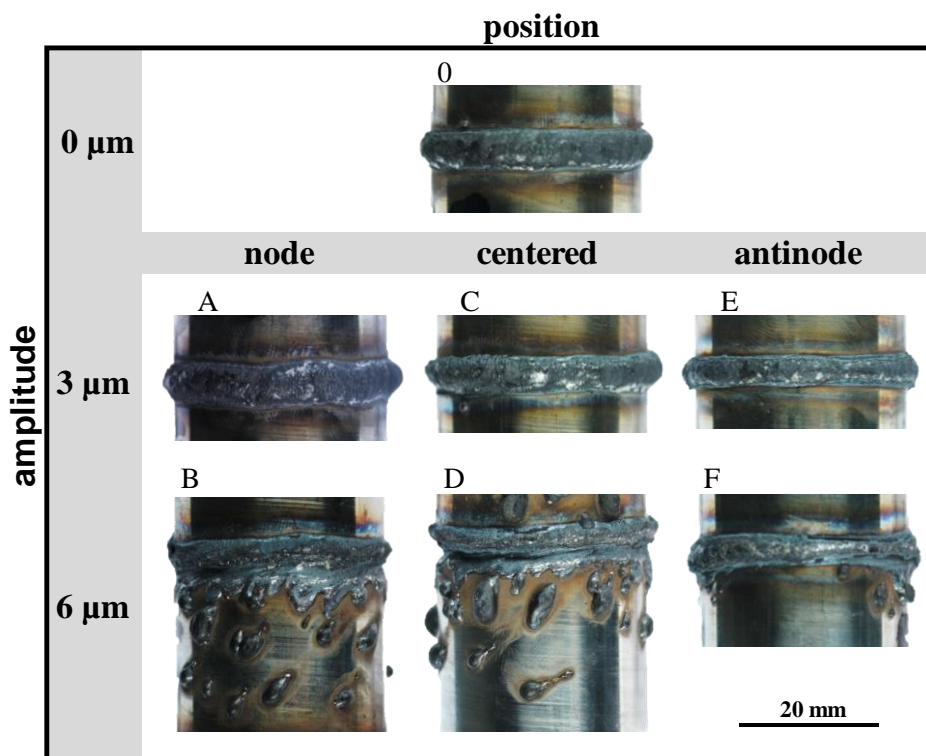 position
0
0 µm
node centered antinode
A C E
3 µm
amplitude
B D F
6 µm
20 mm